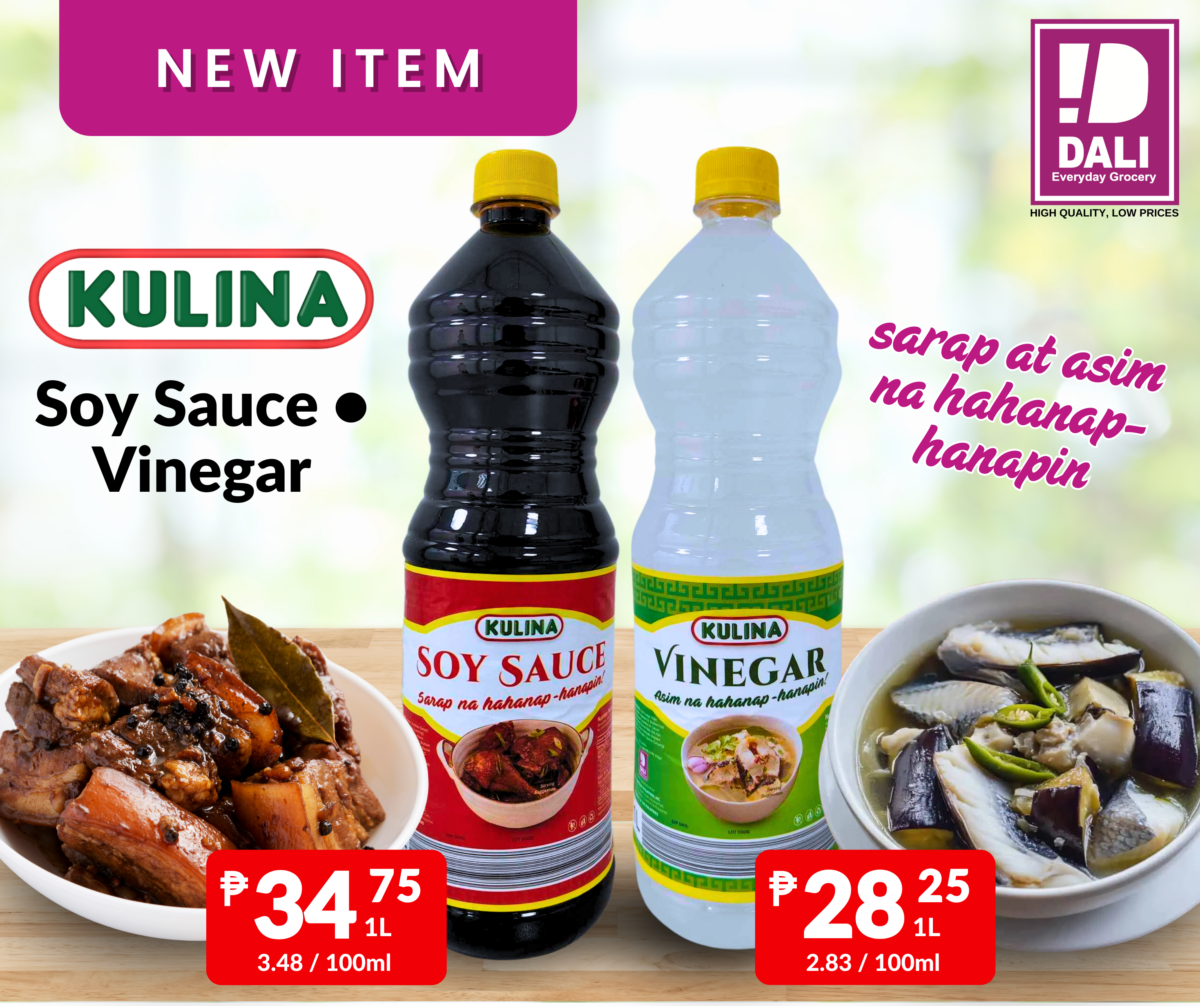 NEW ITEM
DALI
Everyday Grocery
HIGH QUALITY, LOW PRICES
KULINA
Soy Sauce ●
Vinegar
sarap at asim
na hahanap-
hanapin
KULINA
SOY SAUCE
Sarap na hahanap-hanapin!
KULINA
VINEGAR
Asim na hahanap-hanapin!
₱34 75
1L
3.48 / 100ml
₱28 25
1L
2.83 / 100ml